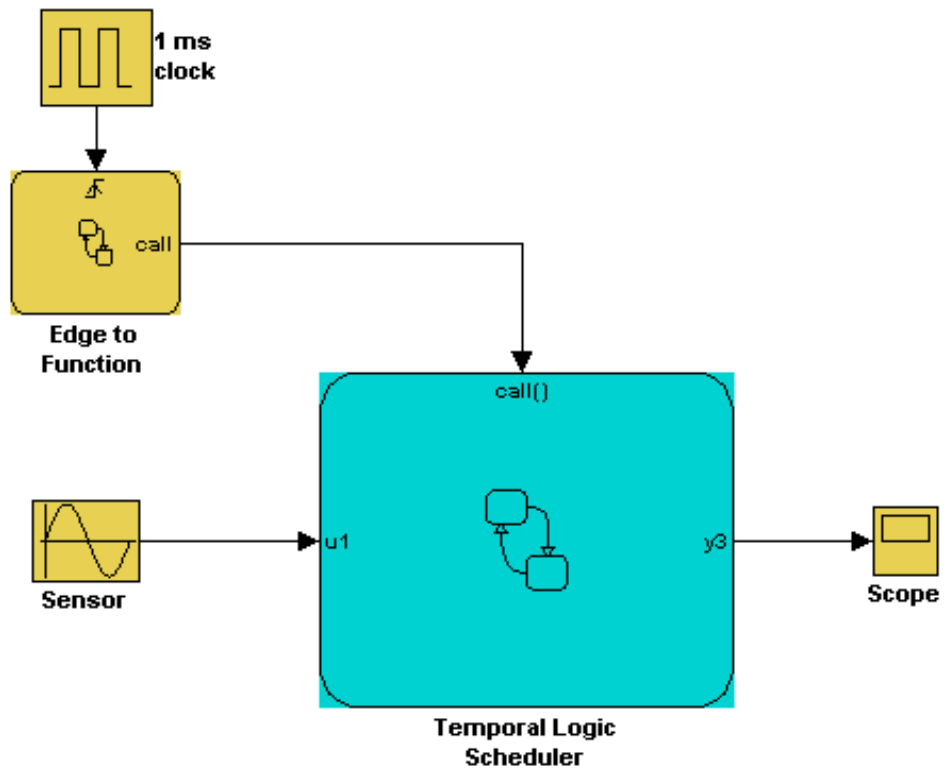 1 ms
clock
call
Edge to
Function
call()
u1
y3
Sensor
Scope
Temporal Logic
Scheduler